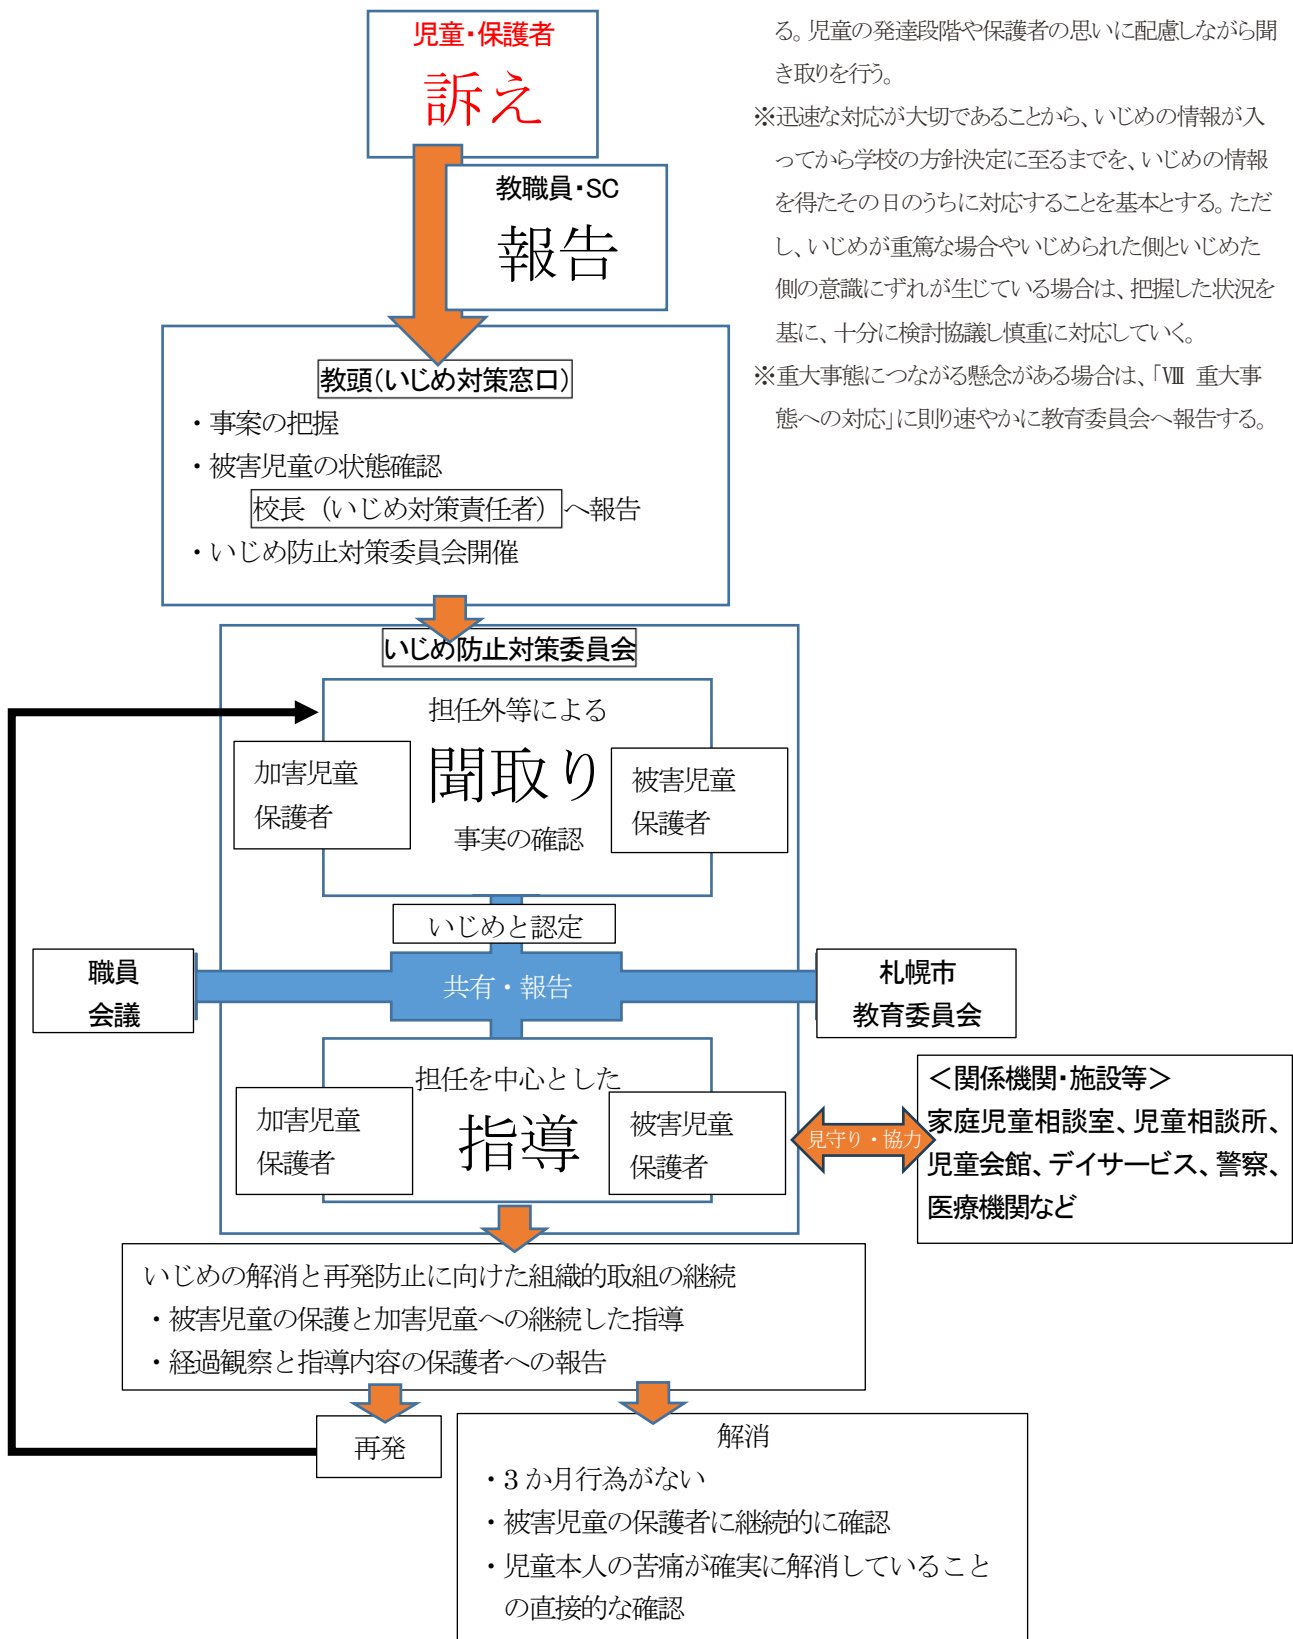 児童・保護者
訴え
教職員・SC
報告
る。児童の発達段階や保護者の思いに配慮しながら聞
き取りを行う。
※迅速な対応が大切であることから、いじめの情報が入
ってから学校の方針決定に至るまでを、いじめの情報
を得たその日のうちに対応することを基本とする。ただ
し、いじめが重篤な場合やいじめられた側といじめた
側の意識にずれが生じている場合は、把握した状況を
基に、十分に検討協議し慎重に対応していく。
※重大事態につながる懸念がある場合は、「Ⅷ 重大事
態への対応」に則り速やかに教育委員会へ報告する。
教頭(いじめ対策窓口)
・事案の把握
・被害児童の状態確認
校長（いじめ対策責任者）へ報告
・いじめ防止対策委員会開催
いじめ防止対策委員会
担任外等による
聞取り
事実の確認
加害児童
保護者
被害児童
保護者
いじめと認定
職員
会議
共有・報告
札幌市
教育委員会
担任を中心とした
指導
加害児童
保護者
被害児童
保護者
見守り・協力
＜関係機関・施設等＞
家庭児童相談室、児童相談所、
児童会館、デイサービス、警察、
医療機関など
いじめの解消と再発防止に向けた組織的取組の継続
・被害児童の保護と加害児童への継続した指導
・経過観察と指導内容の保護者への報告
再発
解消
・3か月行為がない
・被害児童の保護者に継続的に確認
・児童本人の苦痛が確実に解消していること
の直接的な確認